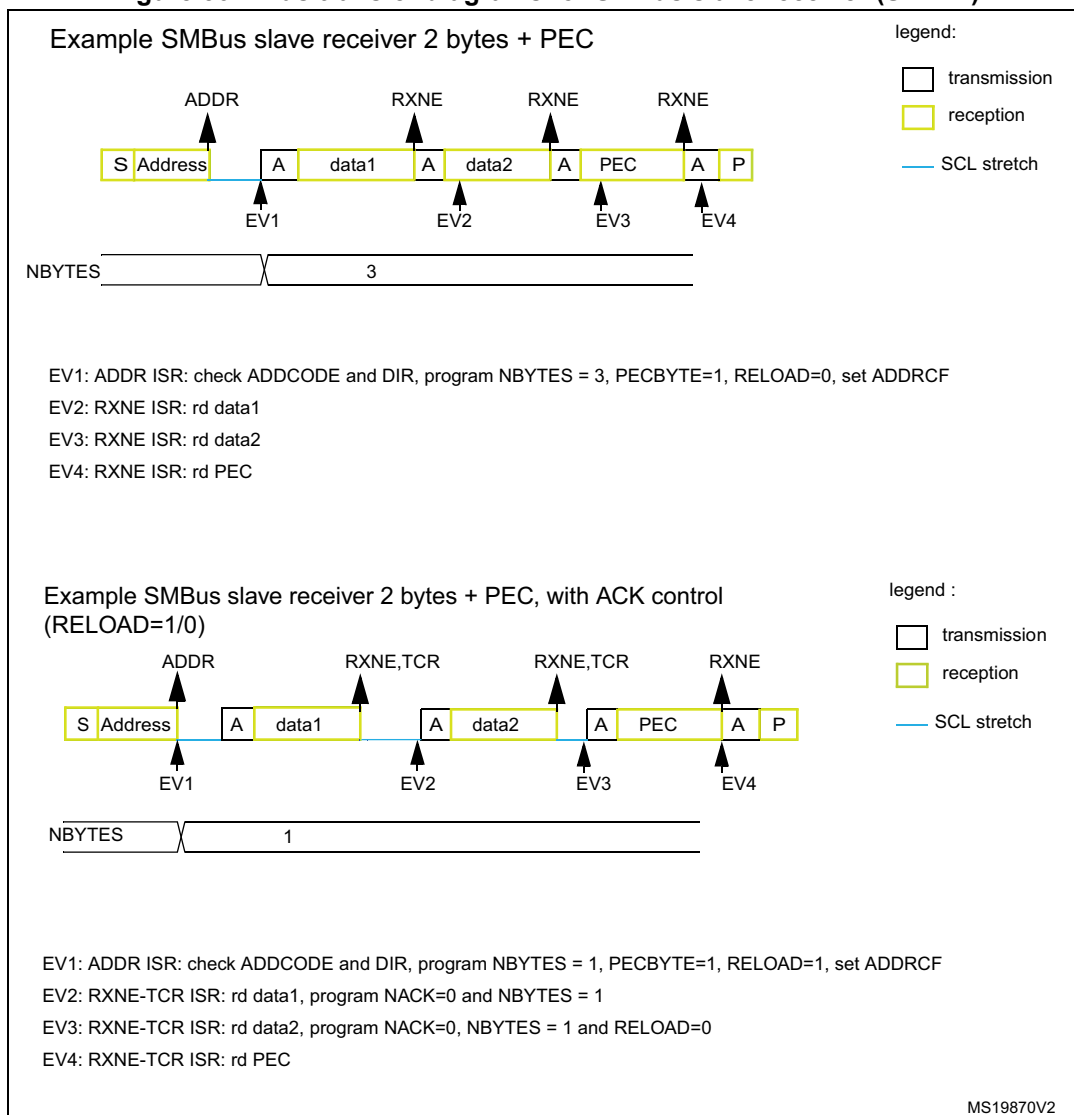 Example SMBus slave receiver 2 bytes + PEC
legend:
transmission
reception
SCL stretch
ADDR RXNE RXNE RXNE
S Address A data1 A data2 A PEC A P
EV1 EV2 EV3 EV4
NBYTES 3
EV1: ADDR ISR: check ADDCODE and DIR, program NBYTES = 3, PECBYTE=1, RELOAD=0, set ADDRCF
EV2: RXNE ISR: rd data1
EV3: RXNE ISR: rd data2
EV4: RXNE ISR: rd PEC
Example SMBus slave receiver 2 bytes + PEC, with ACK control
(RELOAD=1/0)
legend :
transmission
reception
SCL stretch
ADDR RXNE,TCR RXNE,TCR RXNE
S Address A data1 A data2 A PEC A P
EV1 EV2 EV3 EV4
NBYTES 1
EV1: ADDR ISR: check ADDCODE and DIR, program NBYTES = 1, PECBYTE=1, RELOAD=1, set ADDRCF
EV2: RXNE-TCR ISR: rd data1, program NACK=0 and NBYTES = 1
EV3: RXNE-TCR ISR: rd data2, program NACK=0, NBYTES = 1 and RELOAD=0
EV4: RXNE-TCR ISR: rd PEC
MS19870V2